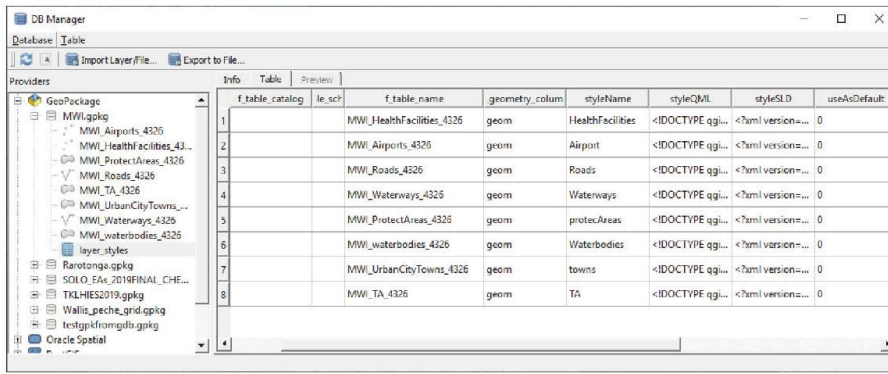 DB Manager
Database Table
Import Layer/File... Export to File...
Providers
GeoPackage
MWI.gpkg
MWI_Airports_4326
MWI_HealthFacilities_43...
MWI_ProtectAreas_4326
MWI_Roads_4326
MWI_TA_4326
MWI_UrbanCityTowns_...
MWI_Waterways_4326
MWI_waterbodies_4326
layer_styles
Rarotonga.gpkg
SOLO_EAs_2019FINAL_CHE...
TKLHIES2019.gpkg
Wallis_peche_grid.gpkg
testgpkfromgdb.gpkg
Oracle Spatial
Info Table Preview
f_table_catalog le_sch f_table_name geometry_colum styleName styleQML styleSLD useAsDefault
1 MWI_HealthFacilities_4326 geom HealthFacilities <!DOCTYPE qgi... <?xml version=... 0
2 MWI_Airports_4326 geom Airport <!DOCTYPE qgi... <?xml version=... 0
3 MWI_Roads_4326 geom Roads <!DOCTYPE qgi... <?xml version=... 0
4 MWI_Waterways_4326 geom Waterways <!DOCTYPE qgi... <?xml version=... 0
5 MWI_ProtectAreas_4326 geom protecAreas <!DOCTYPE qgi... <?xml version=... 0
6 MWI_waterbodies_4326 geom Waterbodies <!DOCTYPE qgi... <?xml version=... 0
7 MWI_UrbanCityTowns_4326 geom towns <!DOCTYPE qgi... <?xml version=... 0
8 MWI_TA_4326 geom TA <!DOCTYPE qgi... <?xml version=... 0